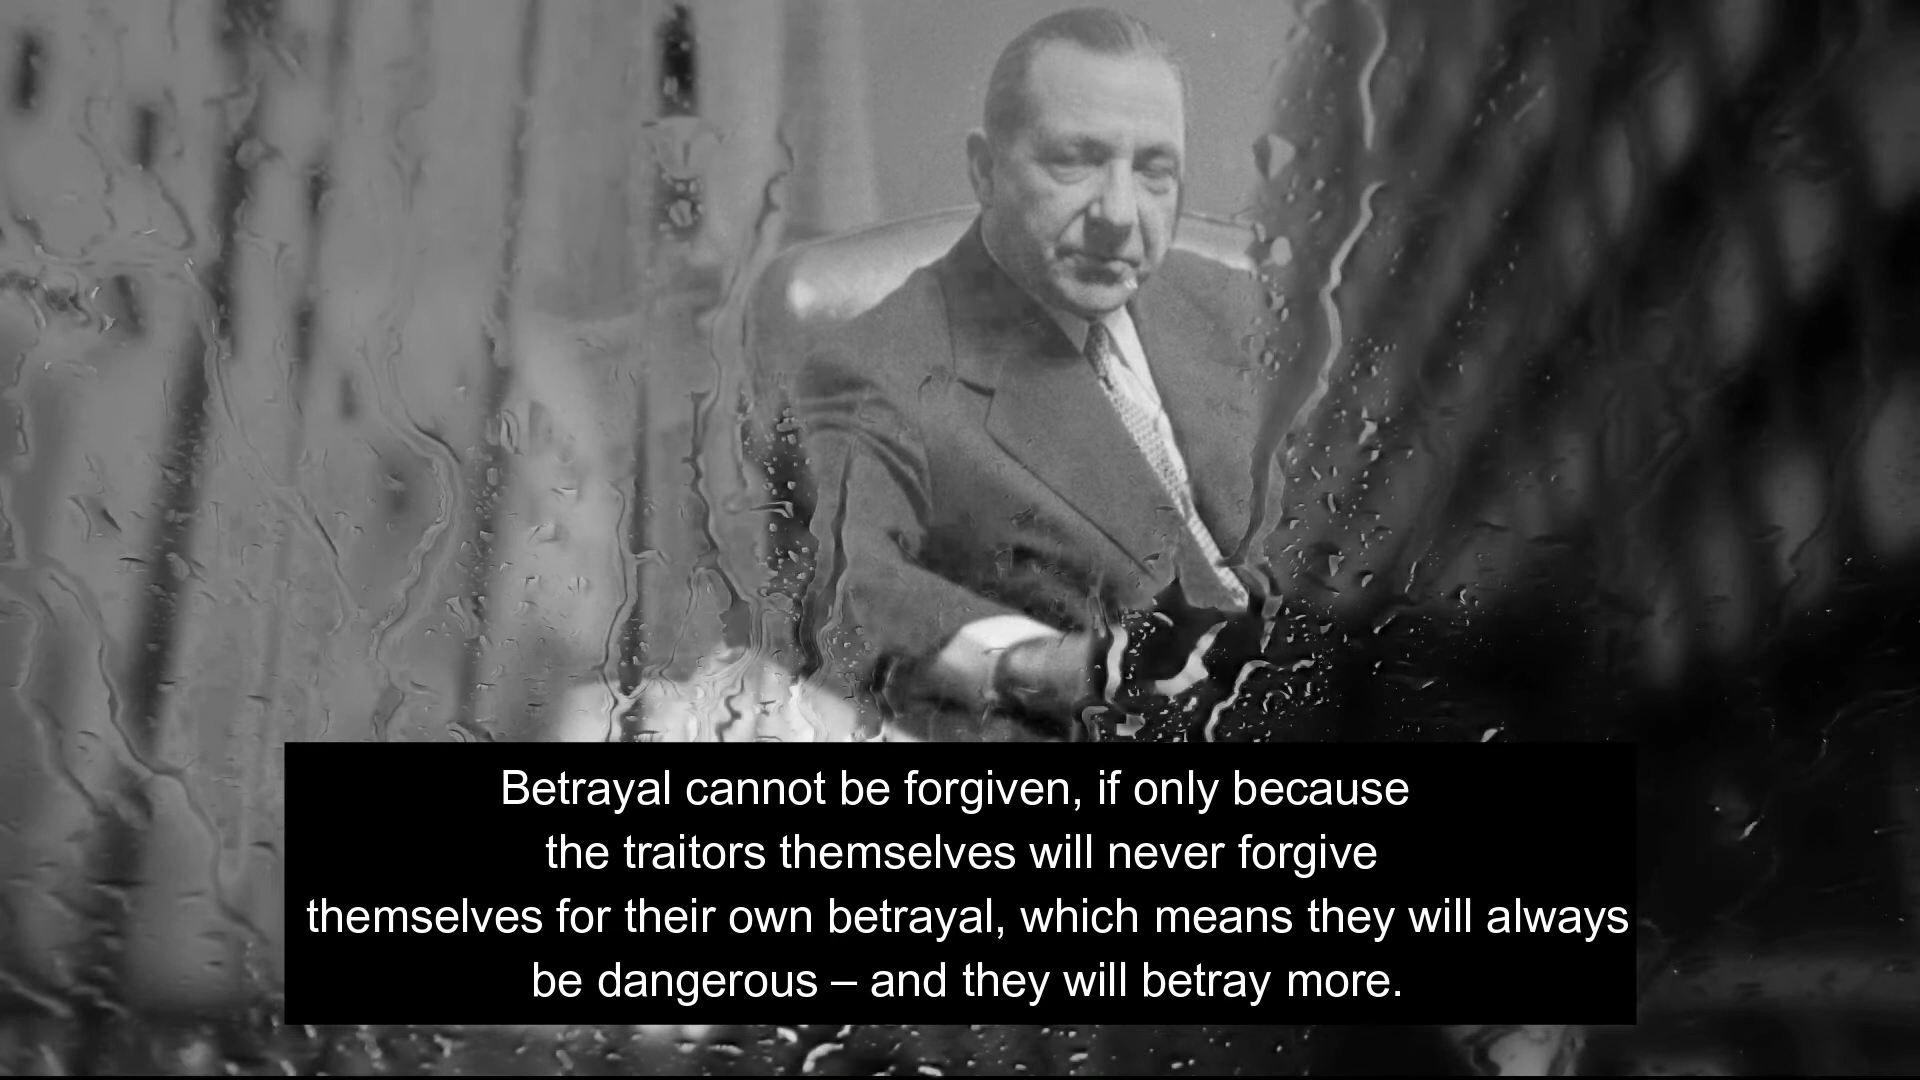 Betrayal cannot be forgiven, if only because
the traitors themselves will never forgive
themselves for their own betrayal, which means they will always
be dangerous – and they will betray more.